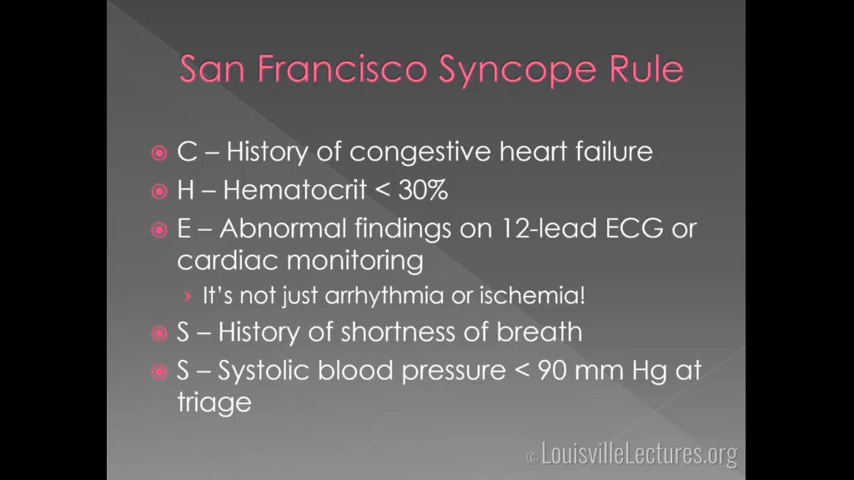 San Francisco Syncope Rule
C – History of congestive heart failure
H – Hematocrit < 30%
E – Abnormal findings on 12-lead ECG or
cardiac monitoring
It's not just arrhythmia or ischemia!
S – History of shortness of breath
S – Systolic blood pressure < 90 mm Hg at
triage
© LouisvilleLectures.org